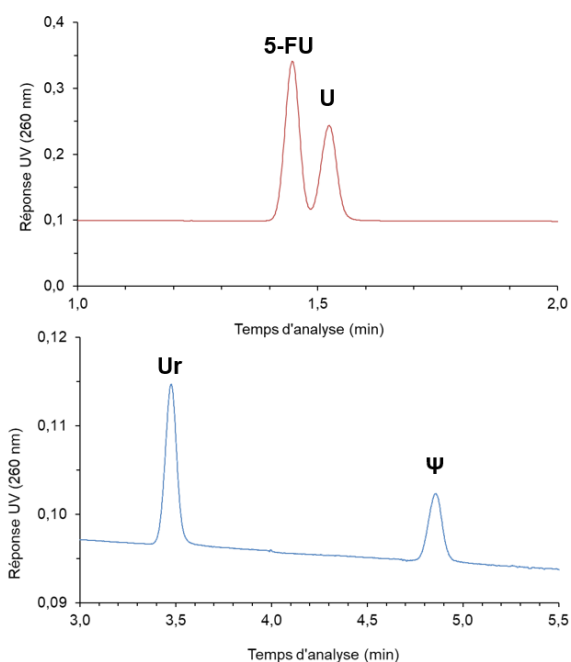 5-FU
U
Réponse UV (260 nm)
0,4
0,3
0,2
0,1
0,0
1,0 1,5 2,0
Temps d'analyse (min)
Ur
Ψ
Réponse UV (260 nm)
0,12
0,11
0,10
0,09
3,0 3,5 4,0 4,5 5,0 5,5
Temps d'analyse (min)